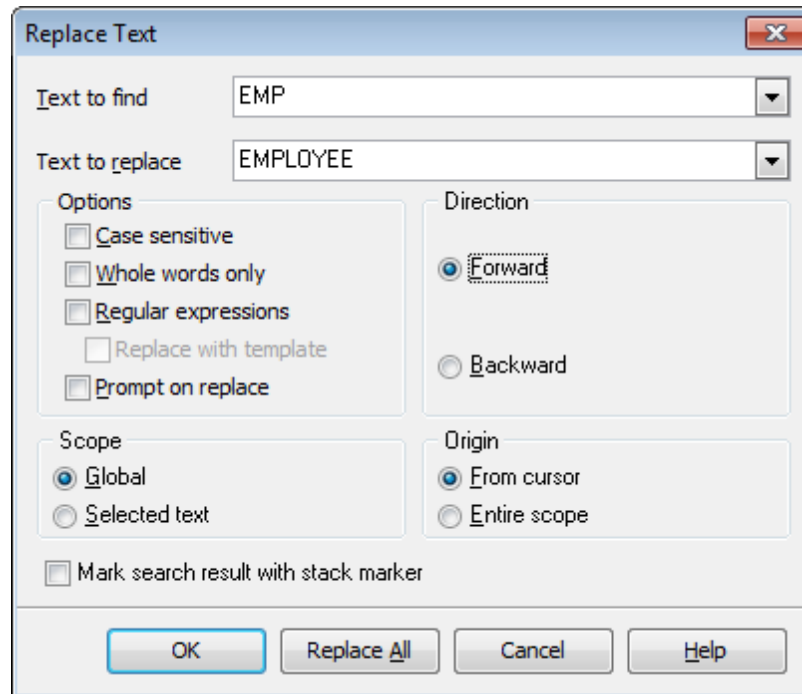 Replace Text
Text to find EMP
Text to replace EMPLOYEE
Options
Case sensitive
Whole words only
Regular expressions
Replace with template
Prompt on replace
Direction
Forward
Backward
Scope
Global
Selected text
Origin
From cursor
Entire scope
Mark search result with stack marker
OK Replace All Cancel Help